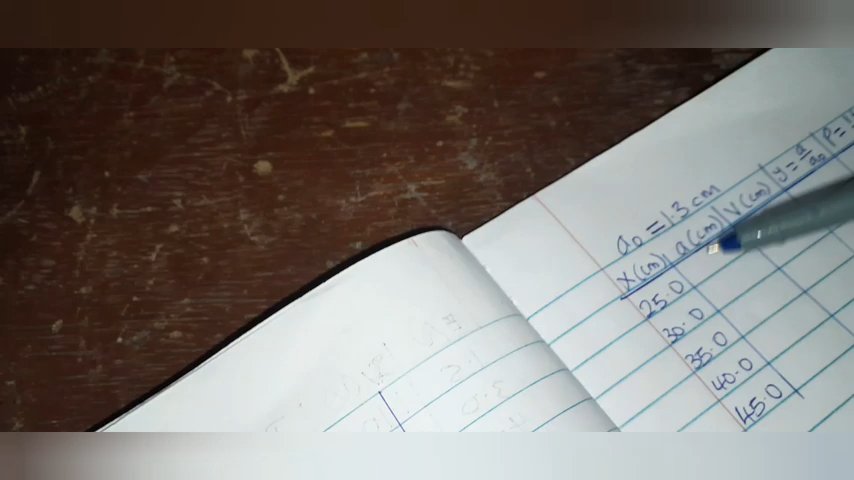 a₀ = 1.3 cm
x(cm) a(cm) V(cm) y = a/a₀ P =
25.0
30.0
35.0
40.0
45.0